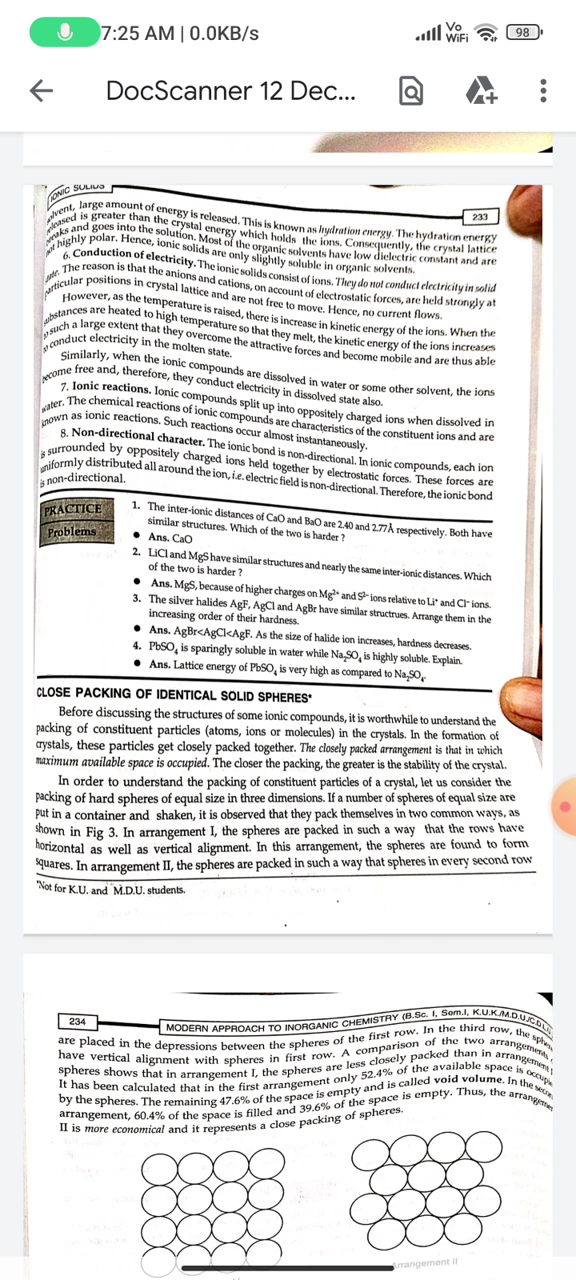 7:25 AM | 0.0KB/s
Vo WiFi 98
DocScanner 12 Dec...
IONIC SOLIDS
233
solvent, large amount of energy is released. This is known as hydration energy. The hydration energy
released is greater than the crystal energy which holds the ions. Consequently, the crystal lattice
breaks and goes into the solution. Most of the organic solvents have low dielectric constant and are
not highly polar. Hence, ionic solids are only slightly soluble in organic solvents.
6. Conduction of electricity. The ionic solids consist of ions. They do not conduct electricity in solid
state. The reason is that the anions and cations, on account of electrostatic forces, are held strongly at
particular positions in crystal lattice and are not free to move. Hence, no current flows.
However, as the temperature is raised, there is increase in kinetic energy of the ions. When the
substances are heated to high temperature so that they melt, the kinetic energy of the ions increases
to such a large extent that they overcome the attractive forces and become mobile and are thus able
to conduct electricity in the molten state.
Similarly, when the ionic compounds are dissolved in water or some other solvent, the ions
become free and, therefore, they conduct electricity in dissolved state also.
7. Ionic reactions. Ionic compounds split up into oppositely charged ions when dissolved in
water. The chemical reactions of ionic compounds are characteristics of the constituent ions and are
known as ionic reactions. Such reactions occur almost instantaneously.
8. Non-directional character. The ionic bond is non-directional. In ionic compounds, each ion
is surrounded by oppositely charged ions held together by electrostatic forces. These forces are
uniformly distributed all around the ion, i.e. electric field is non-directional. Therefore, the ionic bond
is non-directional.
PRACTICE
Problems
1. The inter-ionic distances of CaO and BaO are 2.40 and 2.77Å respectively. Both have
similar structures. Which of the two is harder ?
● Ans. CaO
2. LiCl and MgS have similar structures and nearly the same inter-ionic distances. Which
of the two is harder ?
● Ans. MgS, because of higher charges on Mg²⁺ and S²⁻ ions relative to Li⁺ and Cl⁻ ions.
3. The silver halides AgF, AgCl and AgBr have similar structrues. Arrange them in the
increasing order of their hardness.
● Ans. AgBr<AgCl<AgF. As the size of halide ion increases, hardness decreases.
4. PbSO₄ is sparingly soluble in water while Na₂SO₄ is highly soluble. Explain.
● Ans. Lattice energy of PbSO₄ is very high as compared to Na₂SO₄.
CLOSE PACKING OF IDENTICAL SOLID SPHERES*
Before discussing the structures of some ionic compounds, it is worthwhile to understand the
packing of constituent particles (atoms, ions or molecules) in the crystals. In the formation of
crystals, these particles get closely packed together. The closely packed arrangement is that in which
maximum available space is occupied. The closer the packing, the greater is the stability of the crystal.
In order to understand the packing of constituent particles of a crystal, let us consider the
packing of hard spheres of equal size in three dimensions. If a number of spheres of equal size are
put in a container and shaken, it is observed that they pack themselves in two common ways, as
shown in Fig 3. In arrangement I, the spheres are packed in such a way that the rows have
horizontal as well as vertical alignment. In this arrangement, the spheres are found to form
squares. In arrangement II, the spheres are packed in such a way that spheres in every second row
*Not for K.U. and M.D.U. students.
234
MODERN APPROACH TO INORGANIC CHEMISTRY (B.Sc. I, Sem.I, K.U.K./M.D.U./C.D.L.U.
are placed in the depressions between the spheres of the first row. In the third row, the spheres
have vertical alignment with spheres in first row. A comparison of the two arrangements
spheres shows that in arrangement I, the spheres are less closely packed than in arrangement
It has been calculated that in the first arrangement only 52.4% of the available space is occupied
by the spheres. The remaining 47.6% of the space is empty and is called void volume. In the second
arrangement, 60.4% of the space is filled and 39.6% of the space is empty. Thus, the arrangement
II is more economical and it represents a close packing of spheres.
Arrangement II